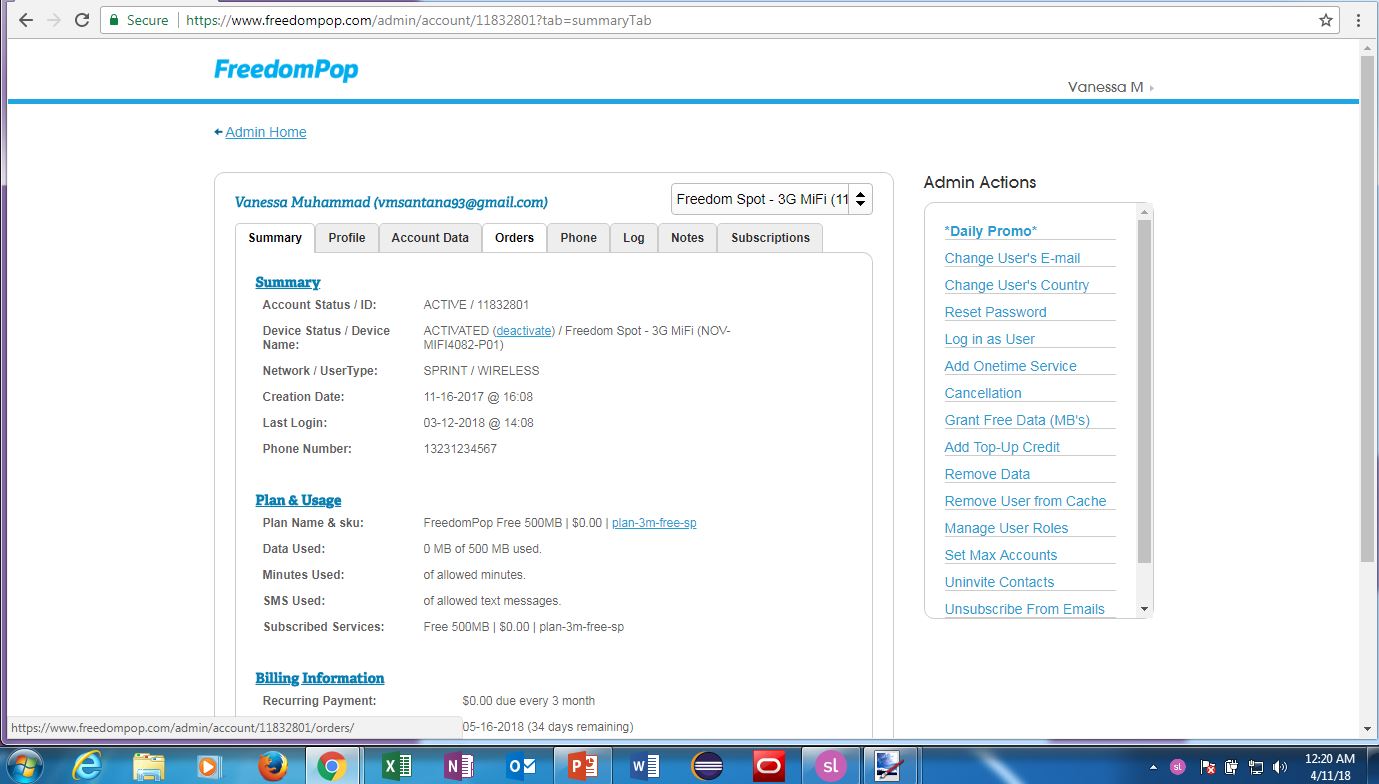 Secure https://www.freedompop.com/admin/account/11832801?tab=summaryTab
FreedomPop
Vanessa M
Admin Home
Vanessa Muhammad (vmsantana93@gmail.com)
Freedom Spot - 3G MiFi (11
Summary Profile Account Data Orders Phone Log Notes Subscriptions
Summary
Account Status / ID: ACTIVE / 11832801
Device Status / Device ACTIVATED (deactivate) / Freedom Spot - 3G MiFi (NOV-
Name: MIFI4082-P01)
Network / UserType: SPRINT / WIRELESS
Creation Date: 11-16-2017 @ 16:08
Last Login: 03-12-2018 @ 14:08
Phone Number: 13231234567
Plan & Usage
Plan Name & sku: FreedomPop Free 500MB | $0.00 | plan-3m-free-sp
Data Used: 0 MB of 500 MB used.
Minutes Used: of allowed minutes.
SMS Used: of allowed text messages.
Subscribed Services: Free 500MB | $0.00 | plan-3m-free-sp
Billing Information
Recurring Payment: $0.00 due every 3 month
05-16-2018 (34 days remaining)
Admin Actions
*Daily Promo*
Change User's E-mail
Change User's Country
Reset Password
Log in as User
Add Onetime Service
Cancellation
Grant Free Data (MB's)
Add Top-Up Credit
Remove Data
Remove User from Cache
Manage User Roles
Set Max Accounts
Uninvite Contacts
Unsubscribe From Emails
https://www.freedompop.com/admin/account/11832801/orders/
sl
sl
12:20 AM
4/11/18